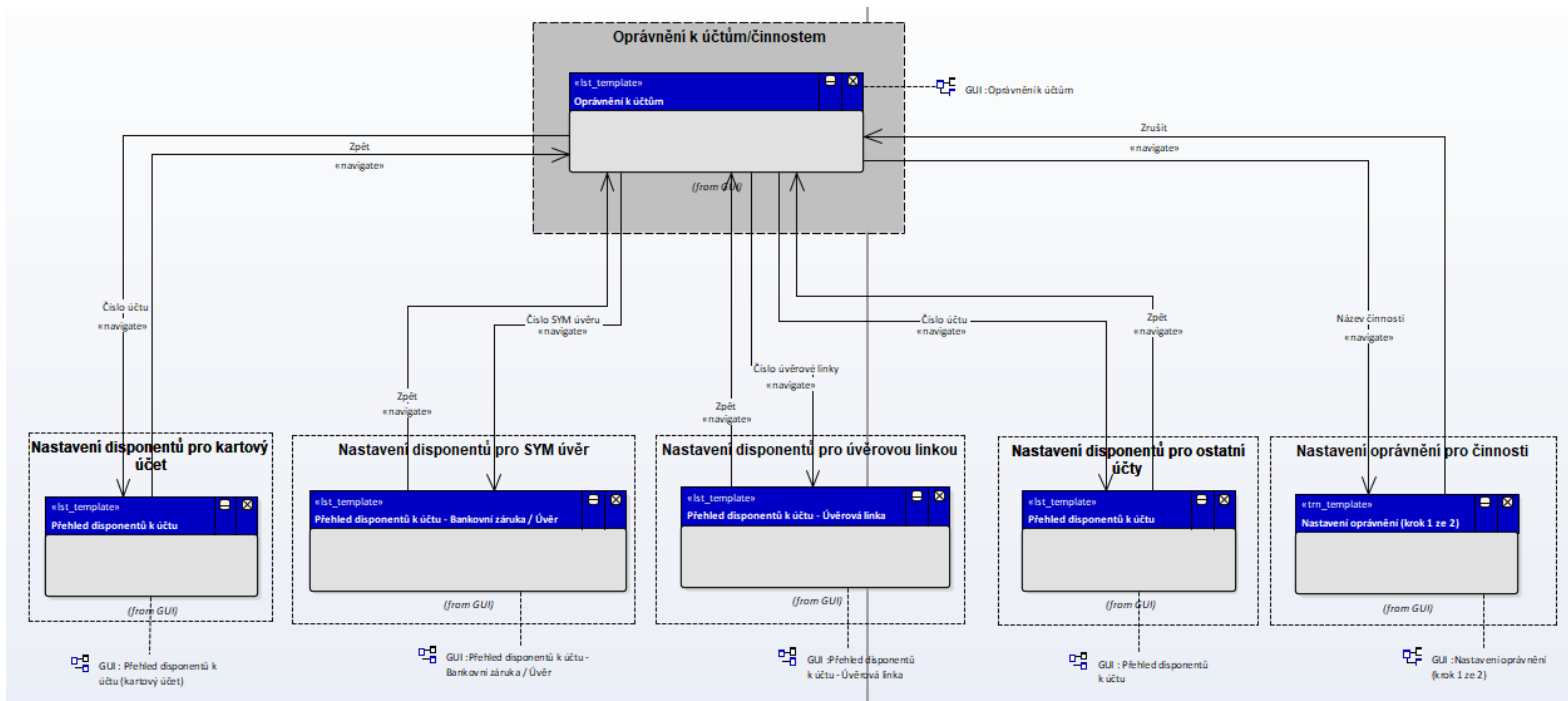 Oprávnění k účtům/činnostem
«lst_template»
Oprávnění k účtům
GUI :Oprávnění k účtům
(from GUI)
Zpět
«navigate»
Zrušit
«navigate»
Číslo účtu
«navigate»
Číslo SYM úvěru
«navigate»
Číslo účtu
«navigate»
Zpět
«navigate»
Název činnosti
«navigate»
Číslo úvěrové linky
«navigate»
Zpět
«navigate»
Zpět
«navigate»
Nastavení disponentů pro kartový
účet
«lst_template»
Přehled disponentů k účtu
(from GUI)
GUI : Přehled disponentů k
účtu (kartový účet)
Nastavení disponentů pro SYM úvěr
«lst_template»
Přehled disponentů k účtu - Bankovní záruka / Úvěr
(from GUI)
GUI :Přehled disponentů k účtu -
Bankovní záruka / Úvěr
Nastavení disponentů pro úvěrovou linkou
«lst_template»
Přehled disponentů k účtu - Úvěrová linka
(from GUI)
GUI :Přehled disponentů
k účtu - Úvěrová linka
Nastavení disponentů pro ostatní
účty
«lst_template»
Přehled disponentů k účtu
(from GUI)
GUI : Přehled disponentů
k účtu
Nastavení oprávnění pro činnosti
«trn_template»
Nastavení oprávnění (krok 1 ze 2)
(from GUI)
GUI :Nastavení oprávnění
(krok 1 ze 2)